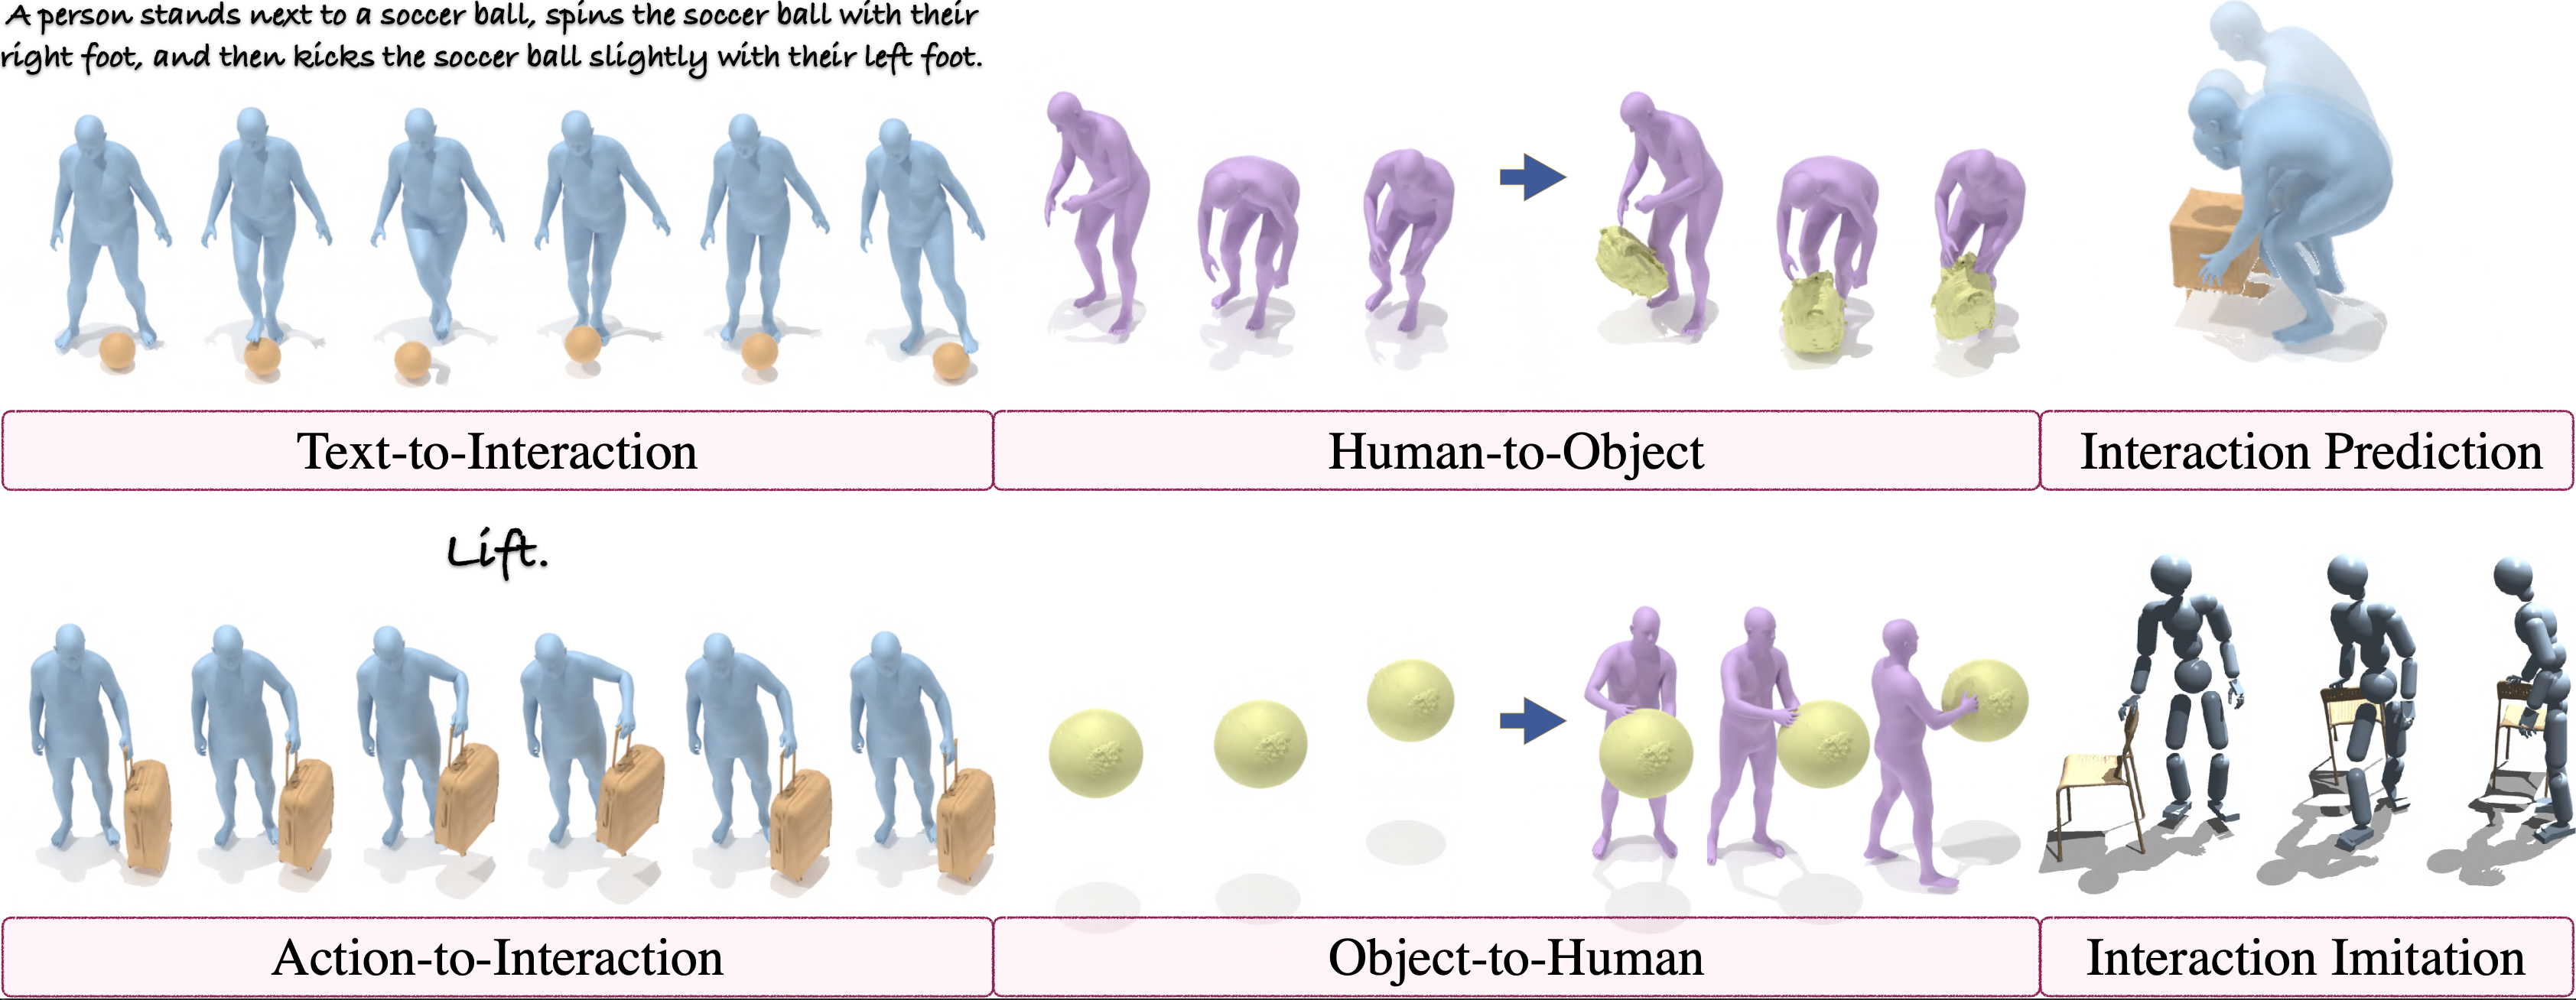 A person stands next to a soccer ball, spins the soccer ball with their
right foot, and then kicks the soccer ball slightly with their left foot.
Text-to-Interaction
Human-to-Object
Interaction Prediction
Lift.
Action-to-Interaction
Object-to-Human
Interaction Imitation